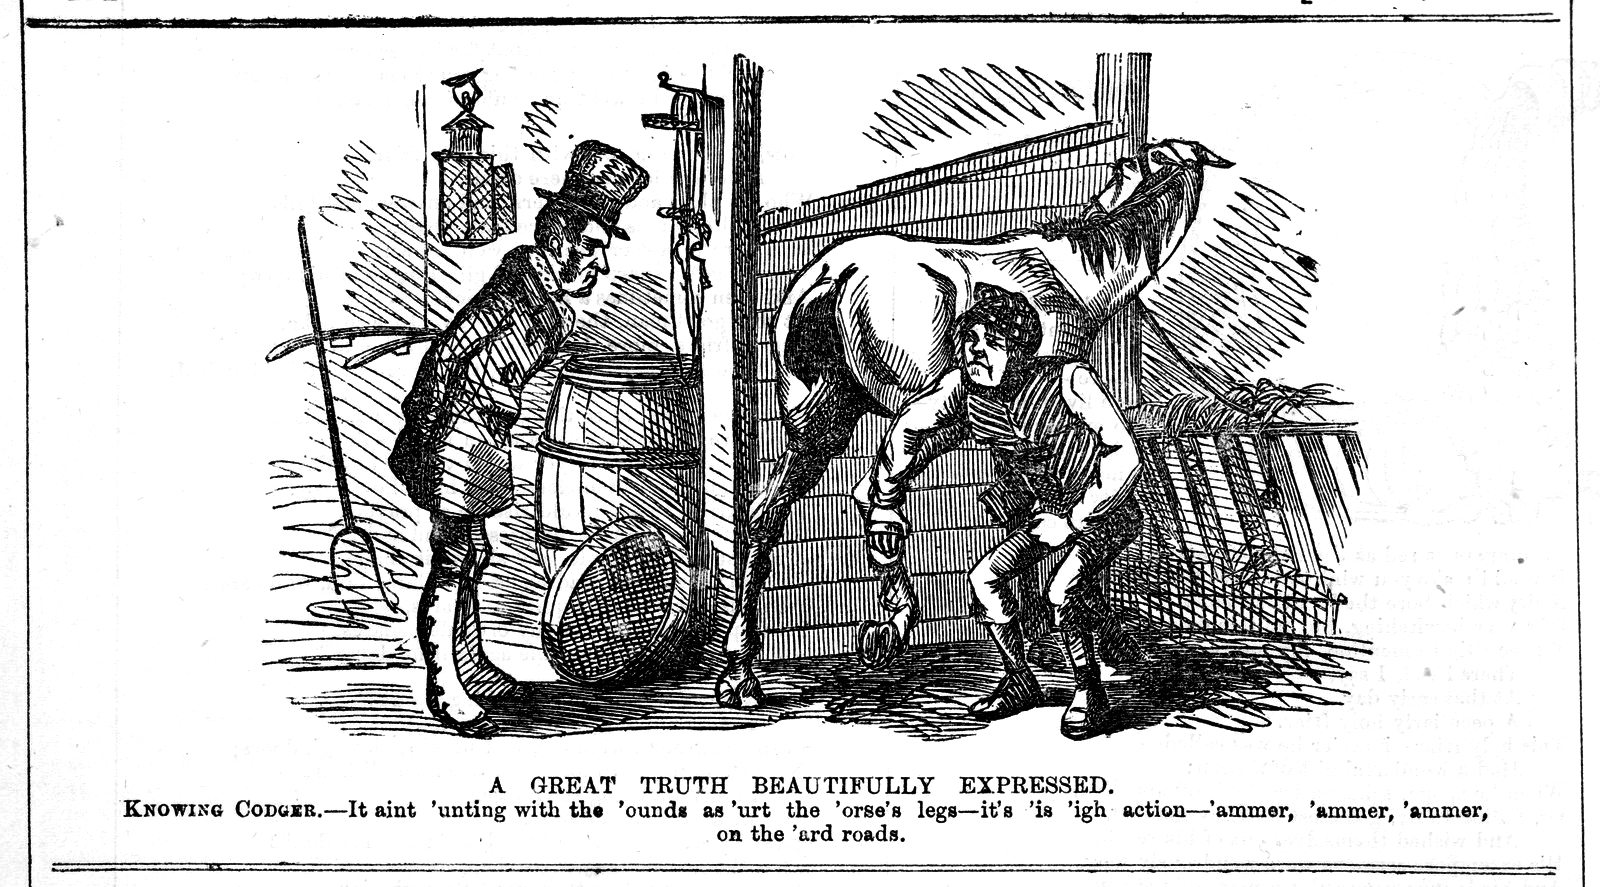 A GREAT TRUTH BEAUTIFULLY EXPRESSED.
KNOWING CODGER.—It aint 'unting with the 'ounds as 'urt the 'orse's legs—it's 'is 'igh action—'ammer, 'ammer, 'ammer,
on the 'ard roads.